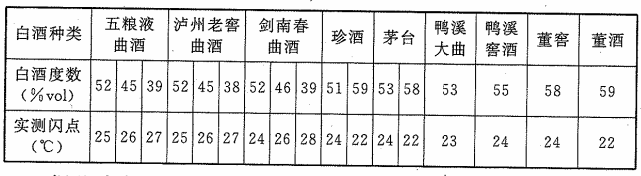 白酒种类 五粮液曲酒 泸州老窖曲酒 剑南春曲酒 珍酒 茅台 鸭溪大曲 鸭溪窖酒 董窖 董酒
白酒度数(%vol) 52 45 39 52 45 38 52 46 39 51 59 53 58 53 55 58 59
实测闪点(℃) 25 26 27 25 26 27 24 26 28 24 22 24 22 23 24 24 22